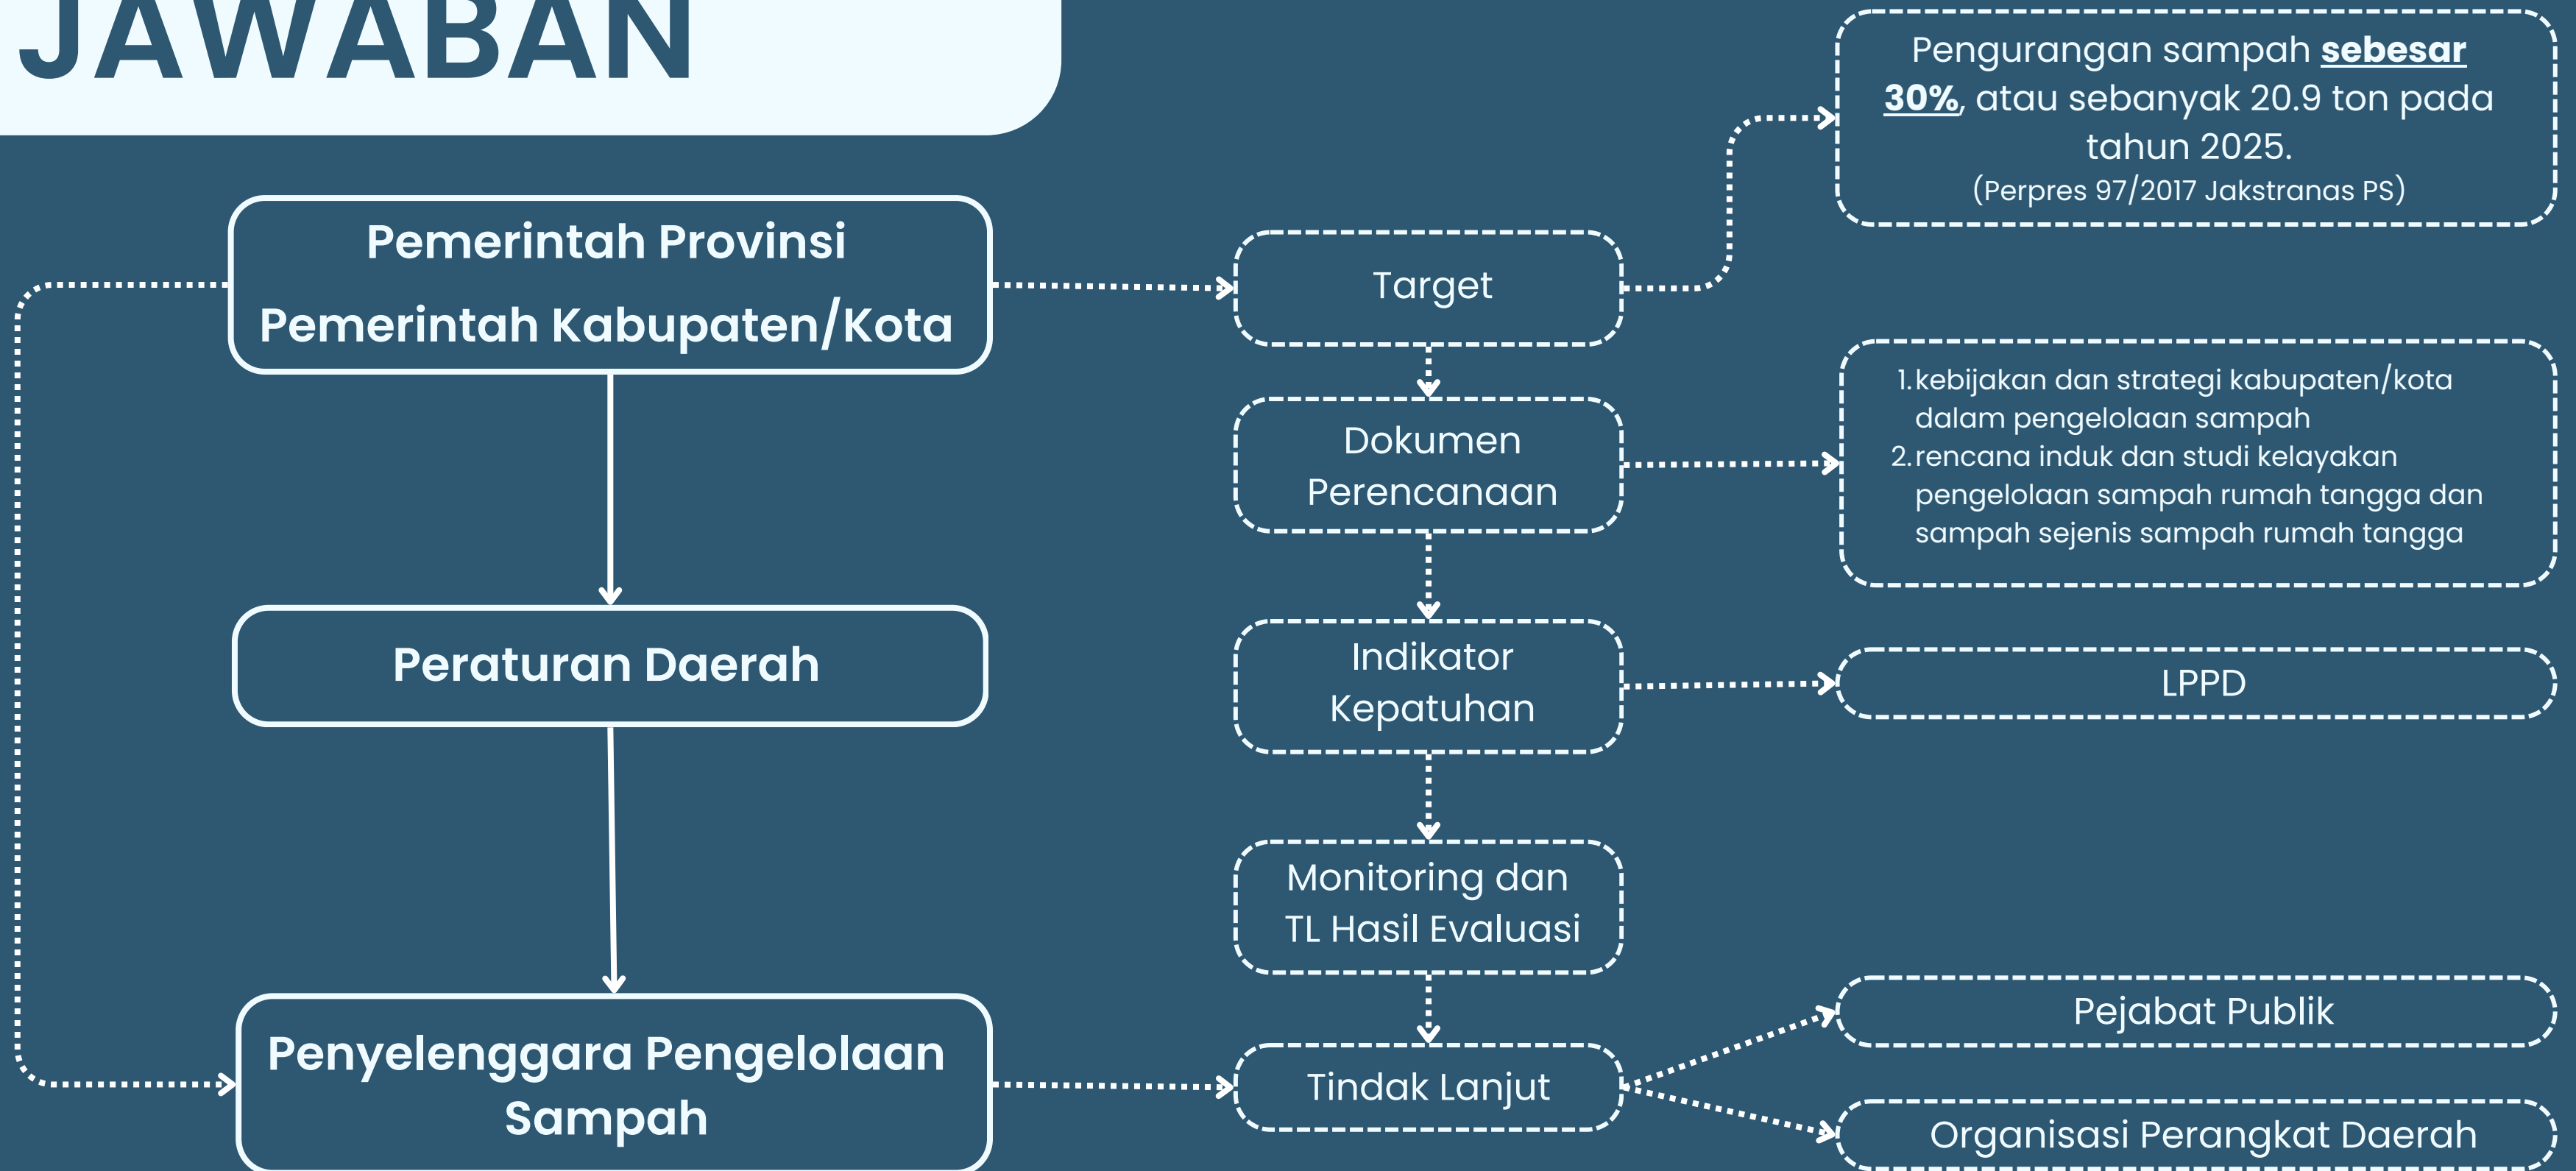 JAWABAN
Pemerintah Provinsi
Pemerintah Kabupaten/Kota
Peraturan Daerah
Penyelenggara Pengelolaan
Sampah
Target
Dokumen
Perencanaan
Indikator
Kepatuhan
Monitoring dan
TL Hasil Evaluasi
Tindak Lanjut
Pengurangan sampah sebesar
30%, atau sebanyak 20.9 ton pada
tahun 2025.
(Perpres 97/2017 Jakstranas PS)
1. kebijakan dan strategi kabupaten/kota
dalam pengelolaan sampah
2. rencana induk dan studi kelayakan
pengelolaan sampah rumah tangga dan
sampah sejenis sampah rumah tangga
LPPD
Pejabat Publik
Organisasi Perangkat Daerah